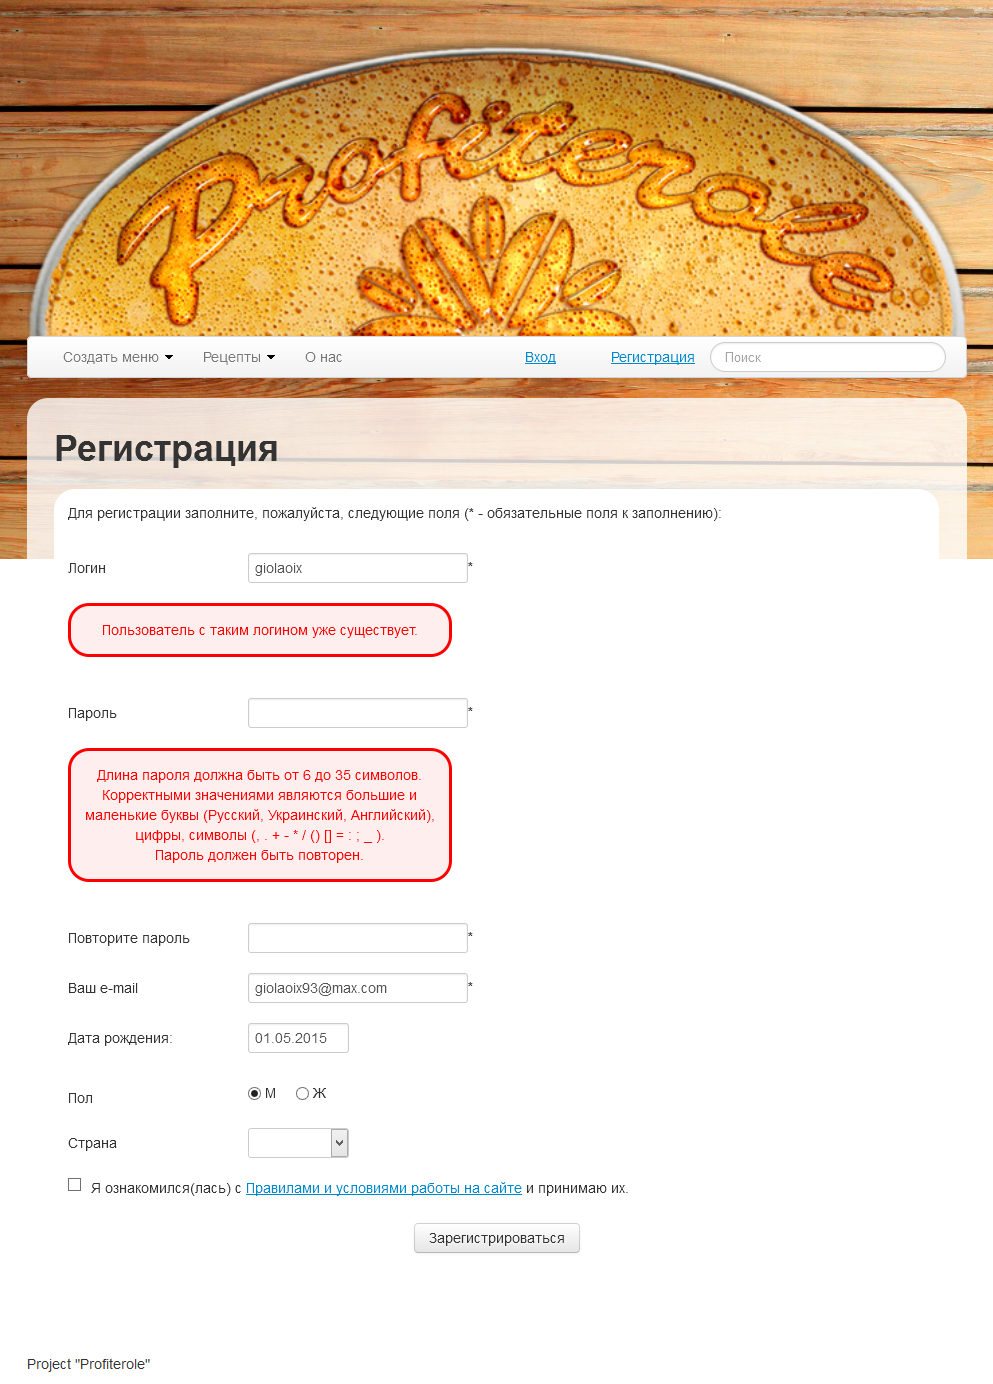 Profiterole
Создать меню Рецепты О нас Вход Регистрация Поиск
Регистрация
Для регистрации заполните, пожалуйста, следующие поля (* - обязательные поля к заполнению):
Логин giolaoix *
Пользователь с таким логином уже существует.
Пароль *
Длина пароля должна быть от 6 до 35 символов.
Корректными значениями являются большие и
маленькие буквы (Русский, Украинский, Английский),
цифры, символы (, . + - * / () [] = : ; _ ).
Пароль должен быть повторен.
Повторите пароль *
Ваш e-mail giolaoix93@max.com *
Дата рождения: 01.05.2015
Пол М Ж
Страна
Я ознакомился(лась) с Правилами и условиями работы на сайте и принимаю их.
Зарегистрироваться
Project "Profiterole"